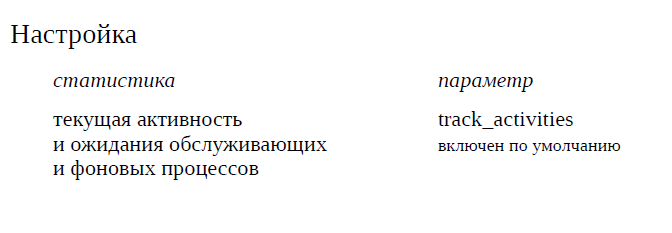 Настройка
статистика параметр
текущая активность track_activities
и ожидания обслуживающих включен по умолчанию
и фоновых процессов